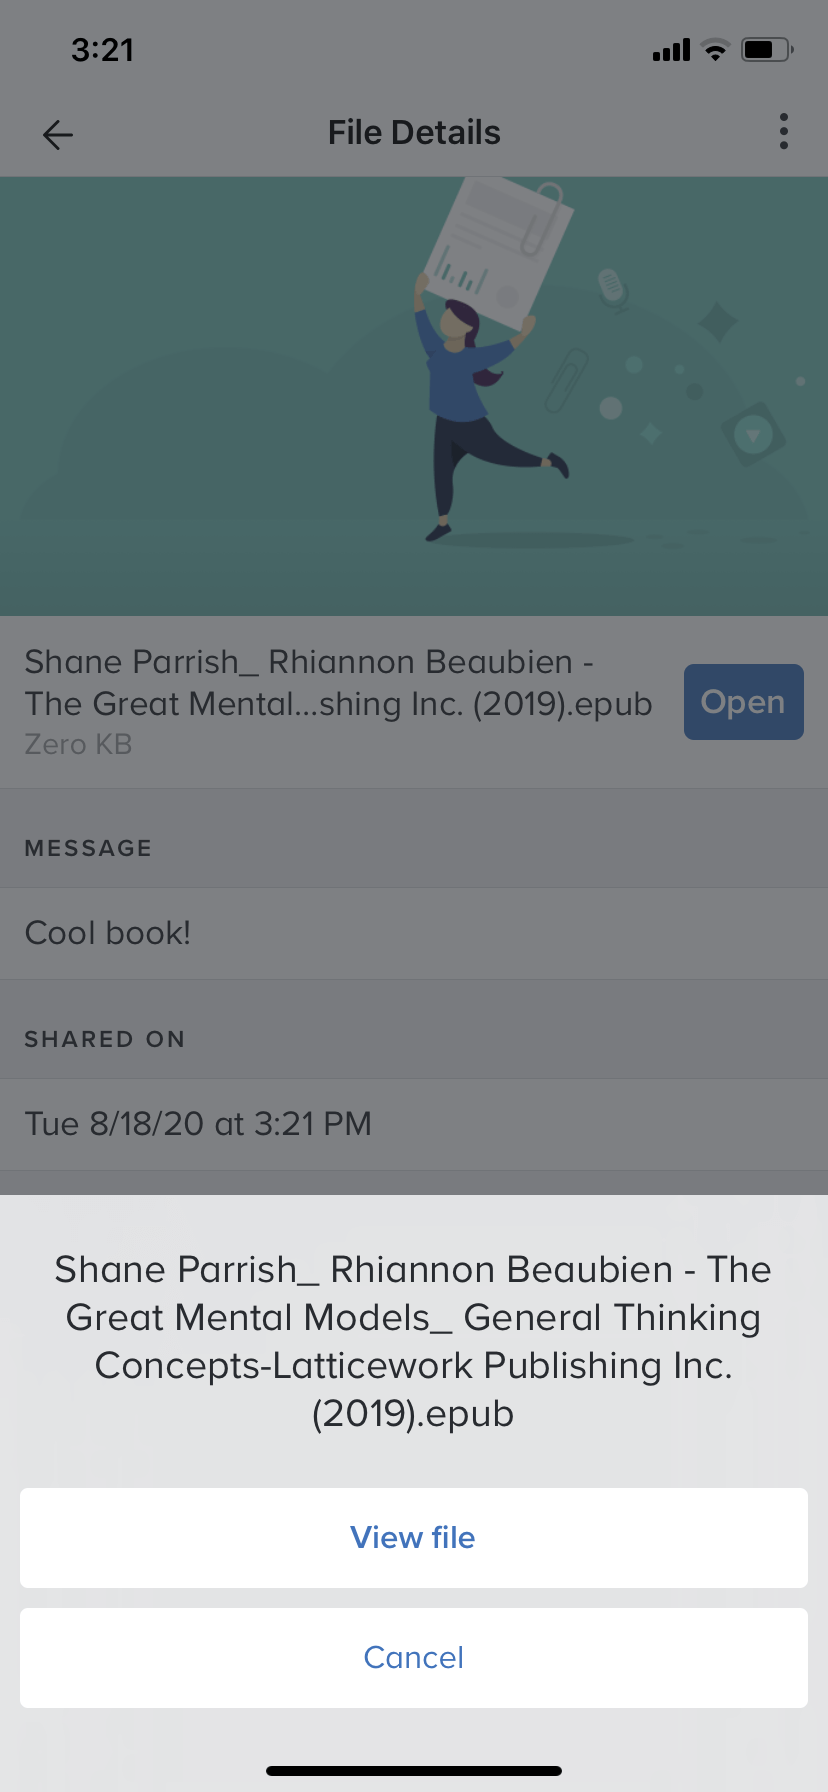 3:21
File Details
Shane Parrish_ Rhiannon Beaubien -
The Great Mental...shing Inc. (2019).epub
Open
Zero KB
MESSAGE
Cool book!
SHARED ON
Tue 8/18/20 at 3:21 PM
Shane Parrish_ Rhiannon Beaubien - The
Great Mental Models_ General Thinking
Concepts-Latticework Publishing Inc.
(2019).epub
View file
Cancel